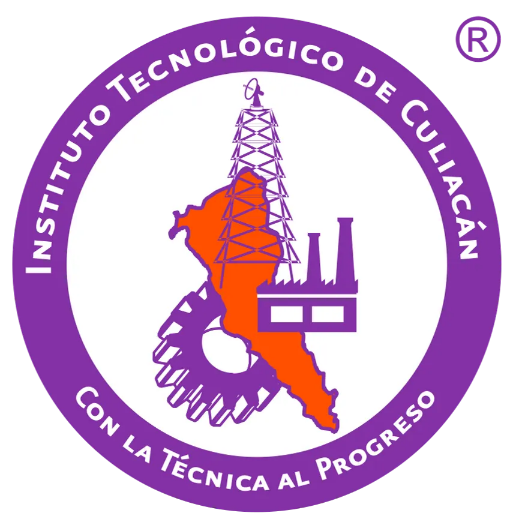 ®
INSTITUTO TECNOLÓGICO DE CULIACÁN
CON LA TÉCNICA AL PROGRESO